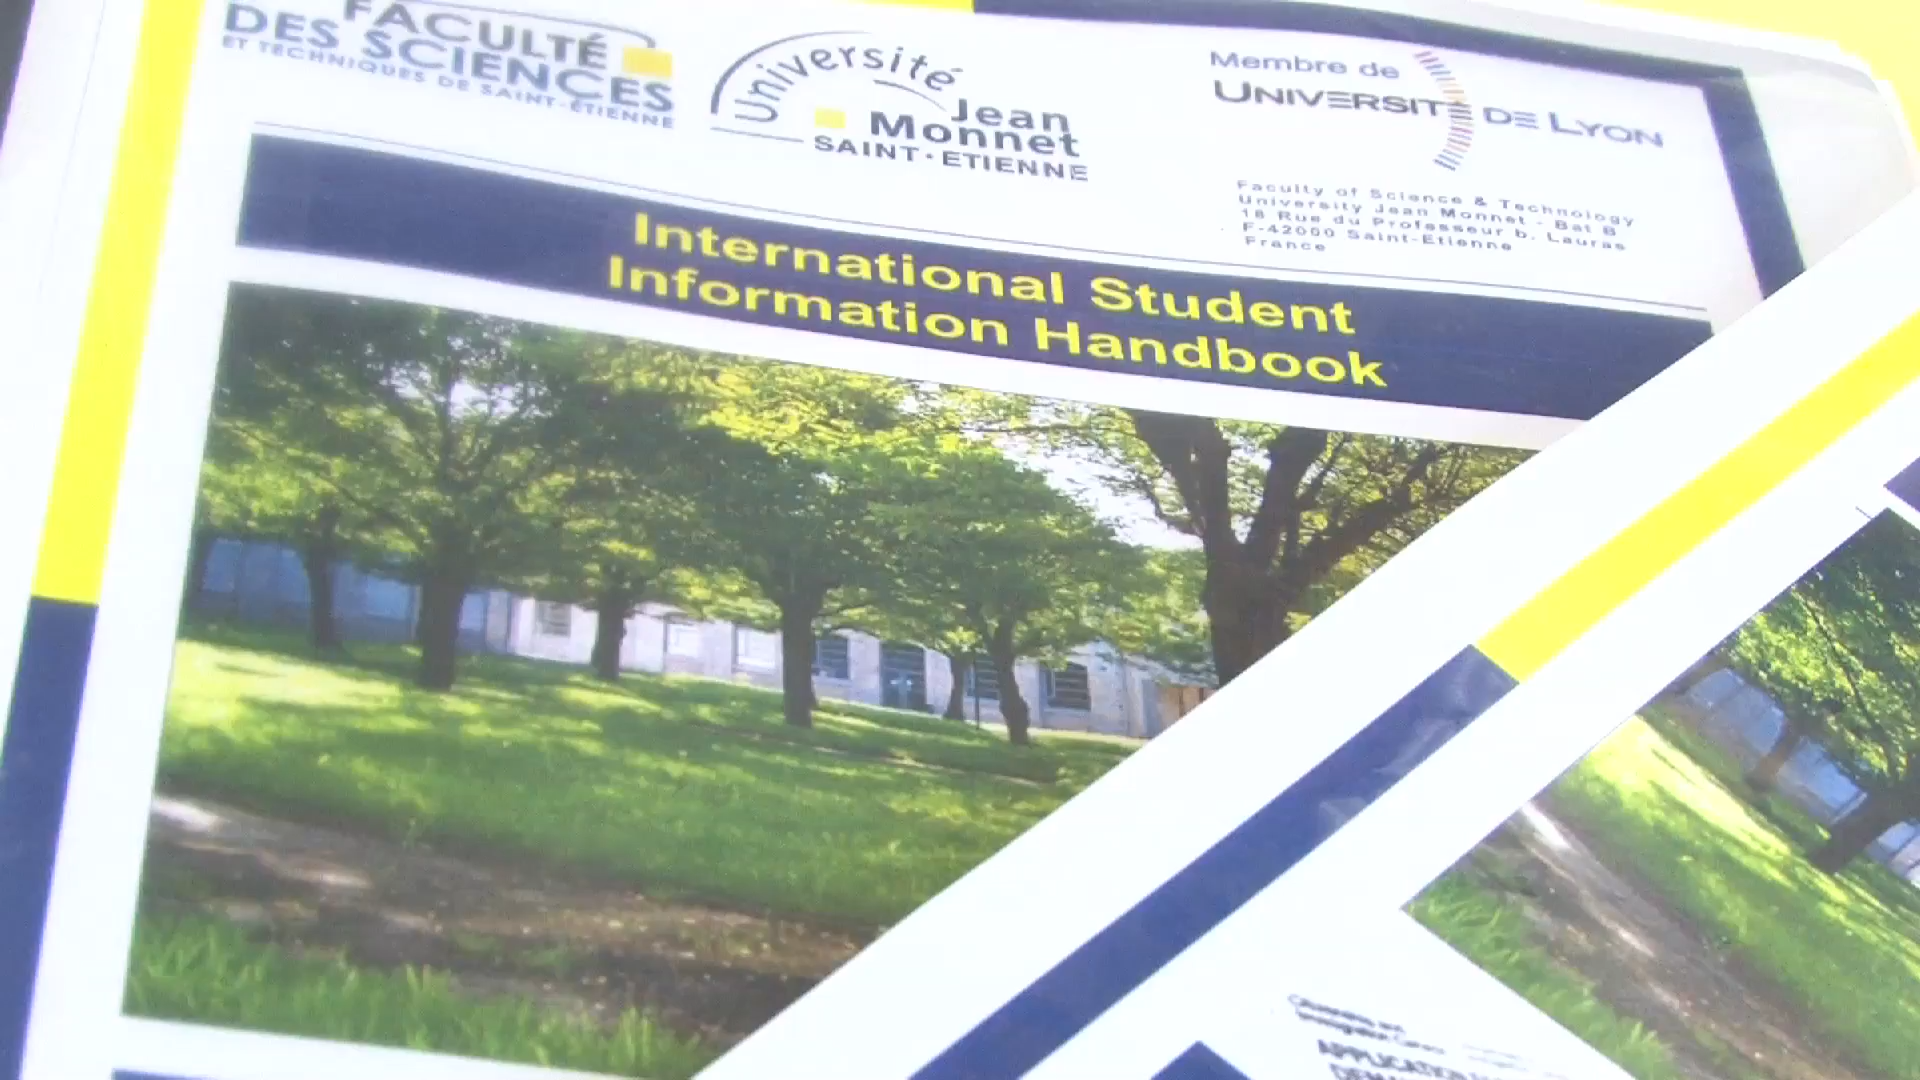 FACULTÉ
DES SCIENCES
ET TECHNIQUES DE SAINT-ÉTIENNE
Université
Jean
Monnet
SAINT-ETIENNE
Membre de
UNIVERSITÉ DE LYON
Faculty of Science & Technology
University Jean Monnet - Bat B
18 Rue du Professeur b. Lauras
F-42000 Saint-Etienne
France
International Student
Information Handbook
APPLICATION